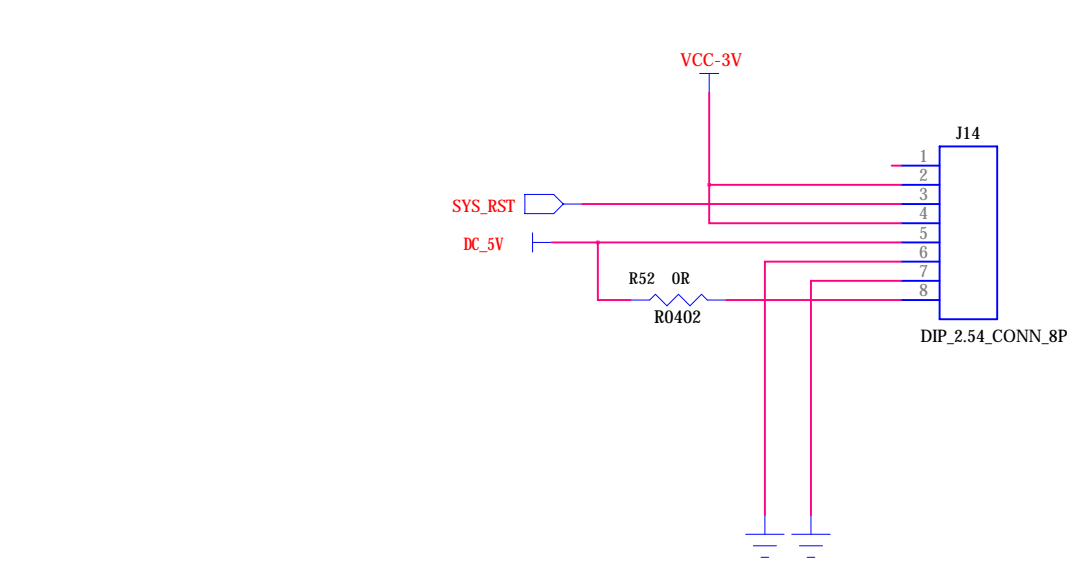 VCC-3V
J14
1
2
3
4
5
6
7
8
SYS_RST
DC_5V
R52 0R
R0402
DIP_2.54_CONN_8P